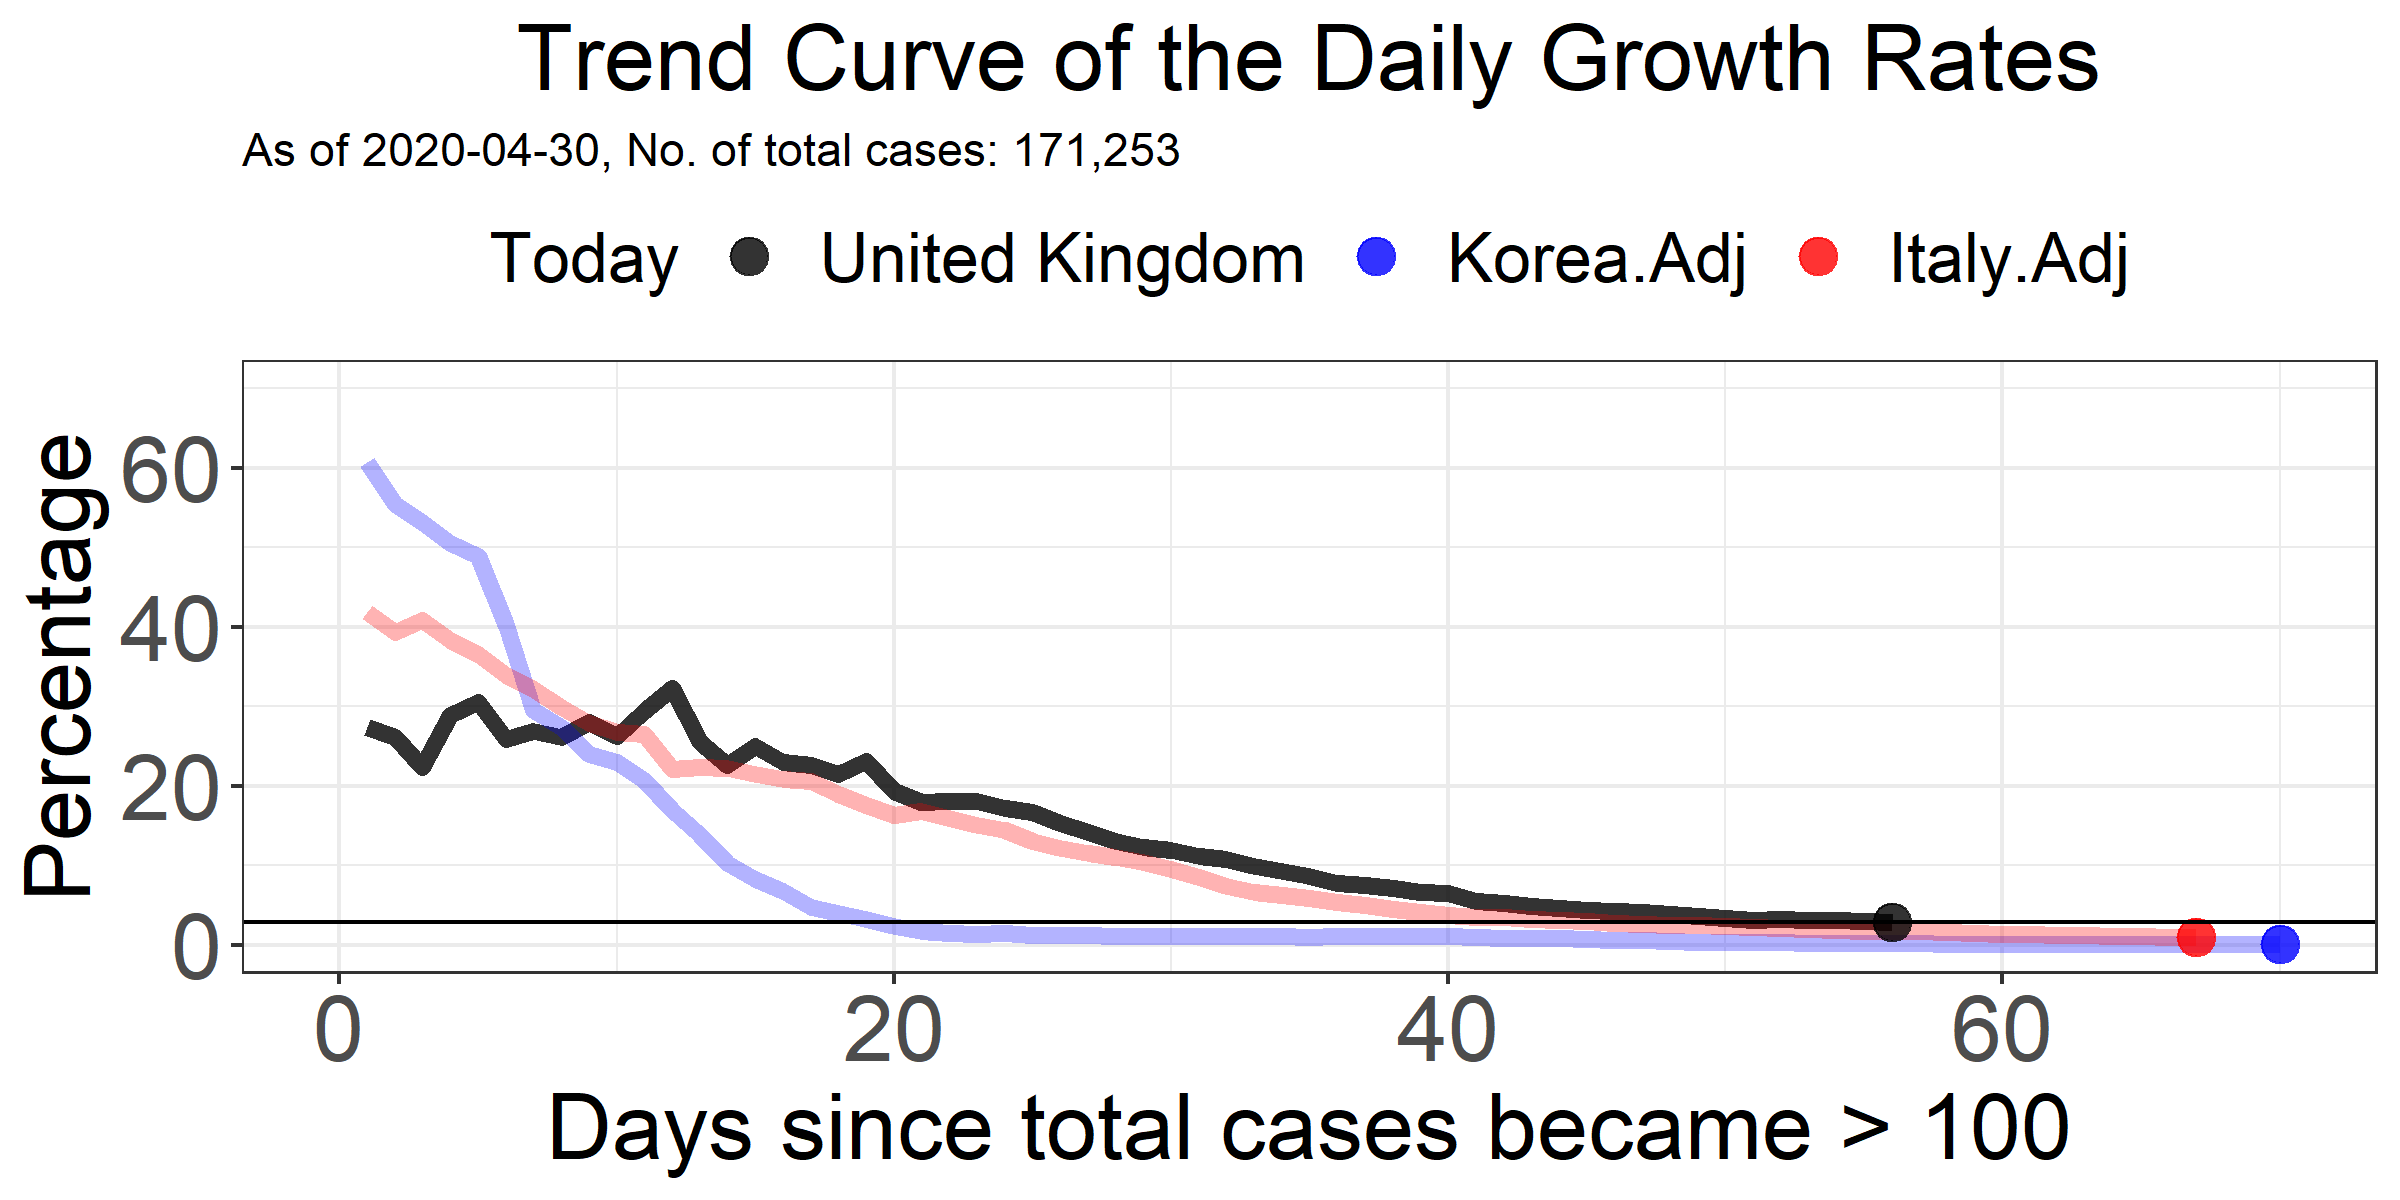 Trend Curve of the Daily Growth Rates
As of 2020-04-30, No. of total cases: 171,253
Today United Kingdom Korea.Adj Italy.Adj
Percentage
60
40
20
0
0 20 40 60
Days since total cases became > 100